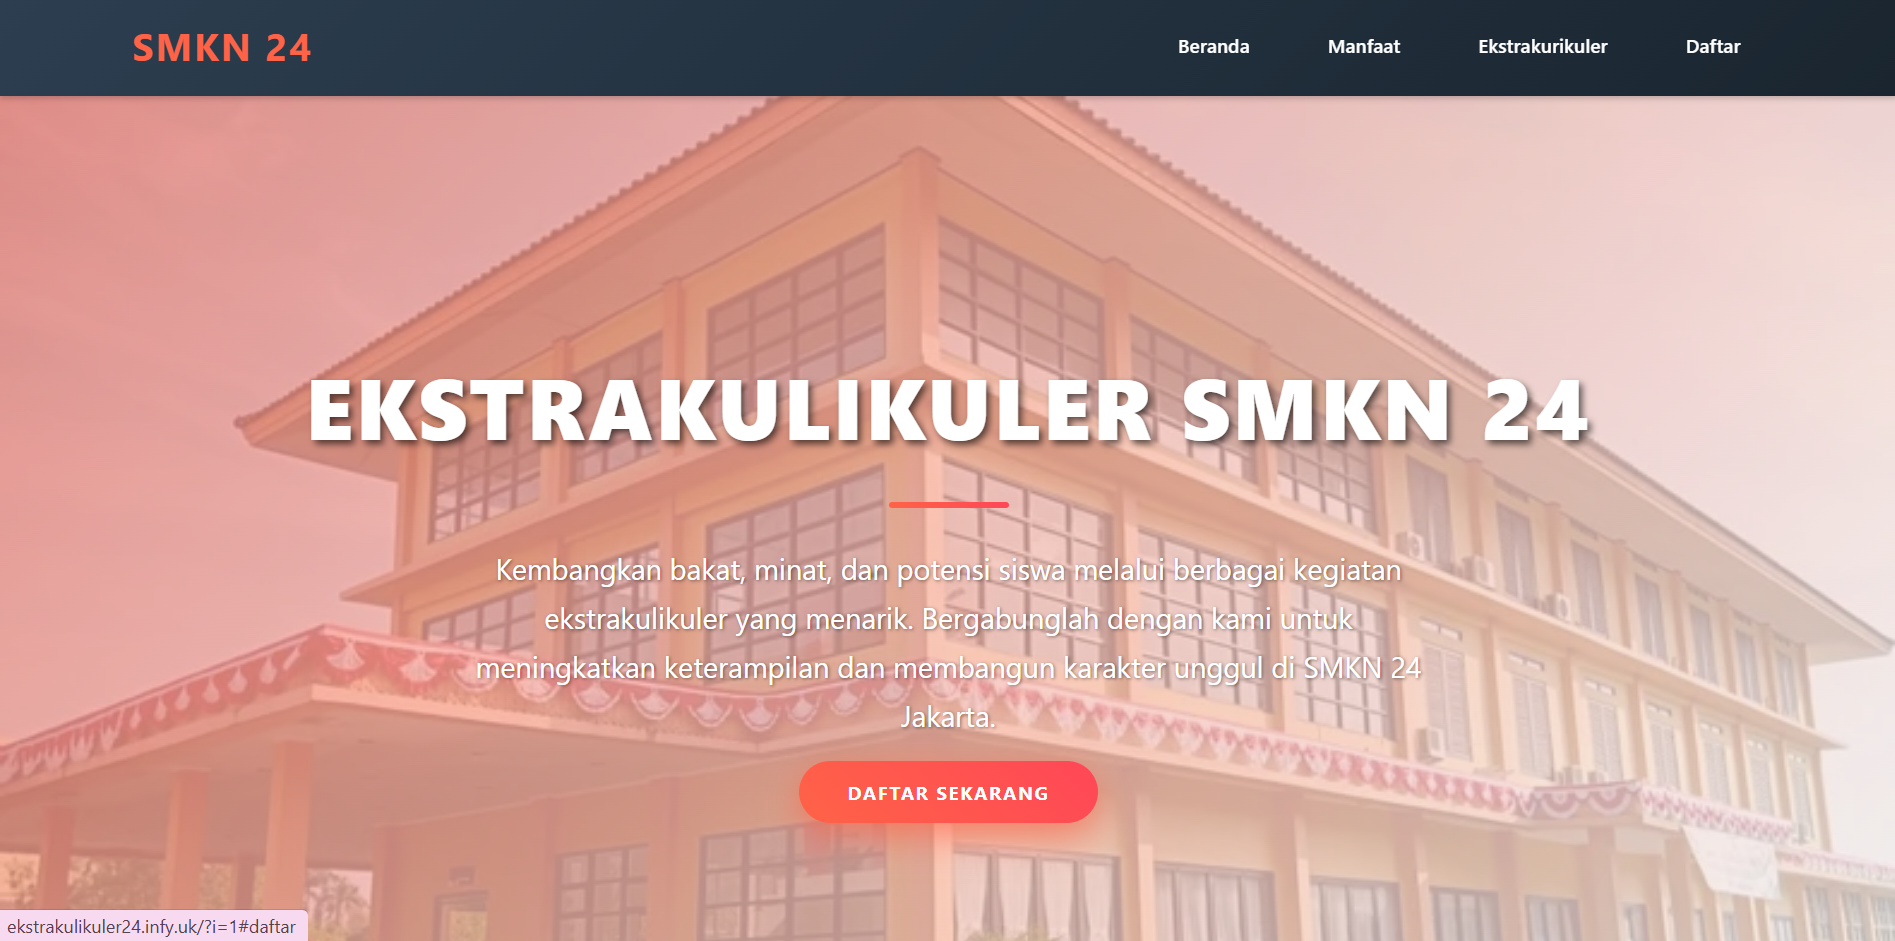 SMKN 24
Beranda
Manfaat
Ekstrakurikuler
Daftar
EKSTRAKULIKULER SMKN 24
Kembangkan bakat, minat, dan potensi siswa melalui berbagai kegiatan
ekstrakulikuler yang menarik. Bergabunglah dengan kami untuk
meningkatkan keterampilan dan membangun karakter unggul di SMKN 24
Jakarta.
DAFTAR SEKARANG
ekstrakulikuler24.infy.uk/?i=1#daftar